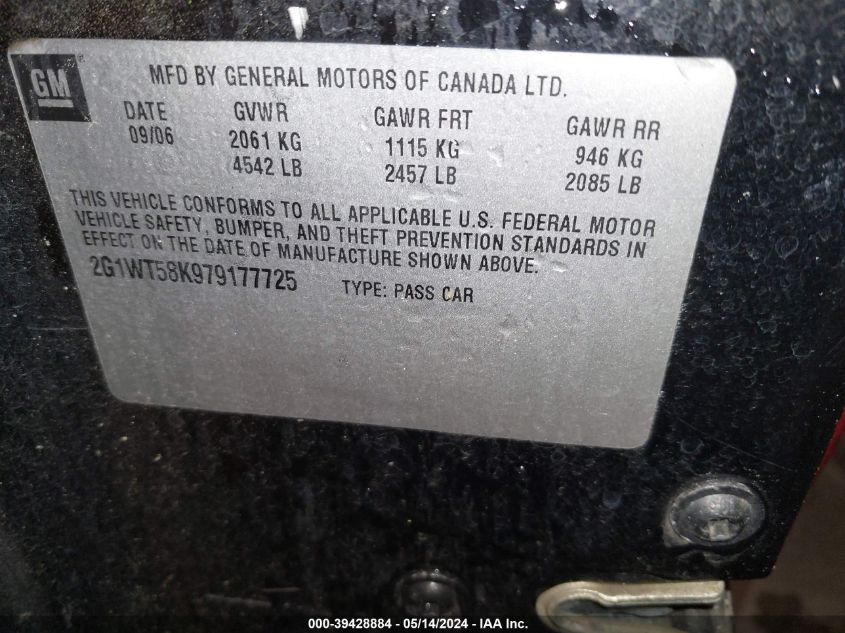 GM
MFD BY GENERAL MOTORS OF CANADA LTD.
DATE GVWR GAWR FRT GAWR RR
09/06 2061 KG 1115 KG 946 KG
4542 LB 2457 LB 2085 LB
THIS VEHICLE CONFORMS TO ALL APPLICABLE U.S. FEDERAL MOTOR
VEHICLE SAFETY, BUMPER, AND THEFT PREVENTION STANDARDS IN
EFFECT ON THE DATE OF MANUFACTURE SHOWN ABOVE.
2G1WT58K979177725 TYPE: PASS CAR
000-39428884 - 05/14/2024 - IAA Inc.